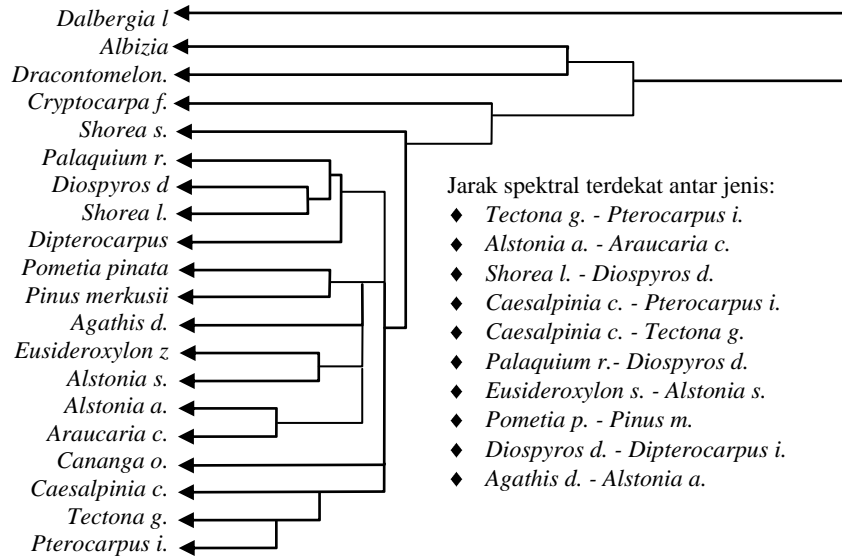 Dalbergia l
Albizia
Dracontomelon.
Cryptocarpa f.
Shorea s.
Palaquium r.
Diospyros d
Shorea l.
Dipterocarpus
Pometia pinata
Pinus merkusii
Agathis d.
Eusideroxylon z
Alstonia s.
Alstonia a.
Araucaria c.
Cananga o.
Caesalpinia c.
Tectona g.
Pterocarpus i.
Jarak spektral terdekat antar jenis:
♦ Tectona g. - Pterocarpus i.
♦ Alstonia a. - Araucaria c.
♦ Shorea l. - Diospyros d.
♦ Caesalpinia c. - Pterocarpus i.
♦ Caesalpinia c. - Tectona g.
♦ Palaquium r.- Diospyros d.
♦ Eusideroxylon s. - Alstonia s.
♦ Pometia p. - Pinus m.
♦ Diospyros d. - Dipterocarpus i.
♦ Agathis d. - Alstonia a.